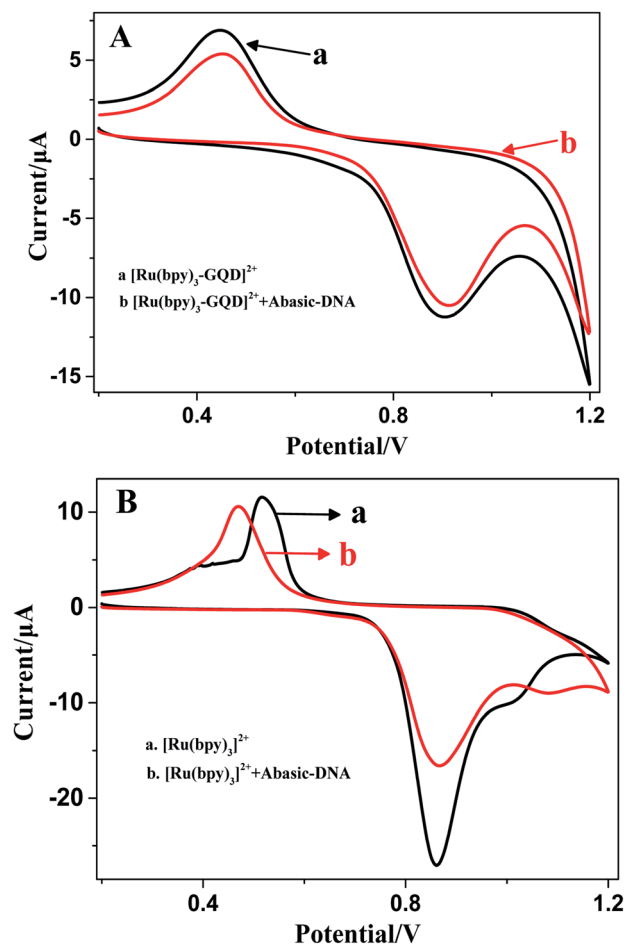 A
a
b
5
0
-5
-10
-15
Current/μA
a [Ru(bpy)3-GQD]2+
b [Ru(bpy)3-GQD]2++Abasic-DNA
0.4
0.8
1.2
Potential/V
B
a
b
10
0
-10
-20
Current/μA
a. [Ru(bpy)3]2+
b. [Ru(bpy)3]2++Abasic-DNA
0.4
0.8
1.2
Potential/V